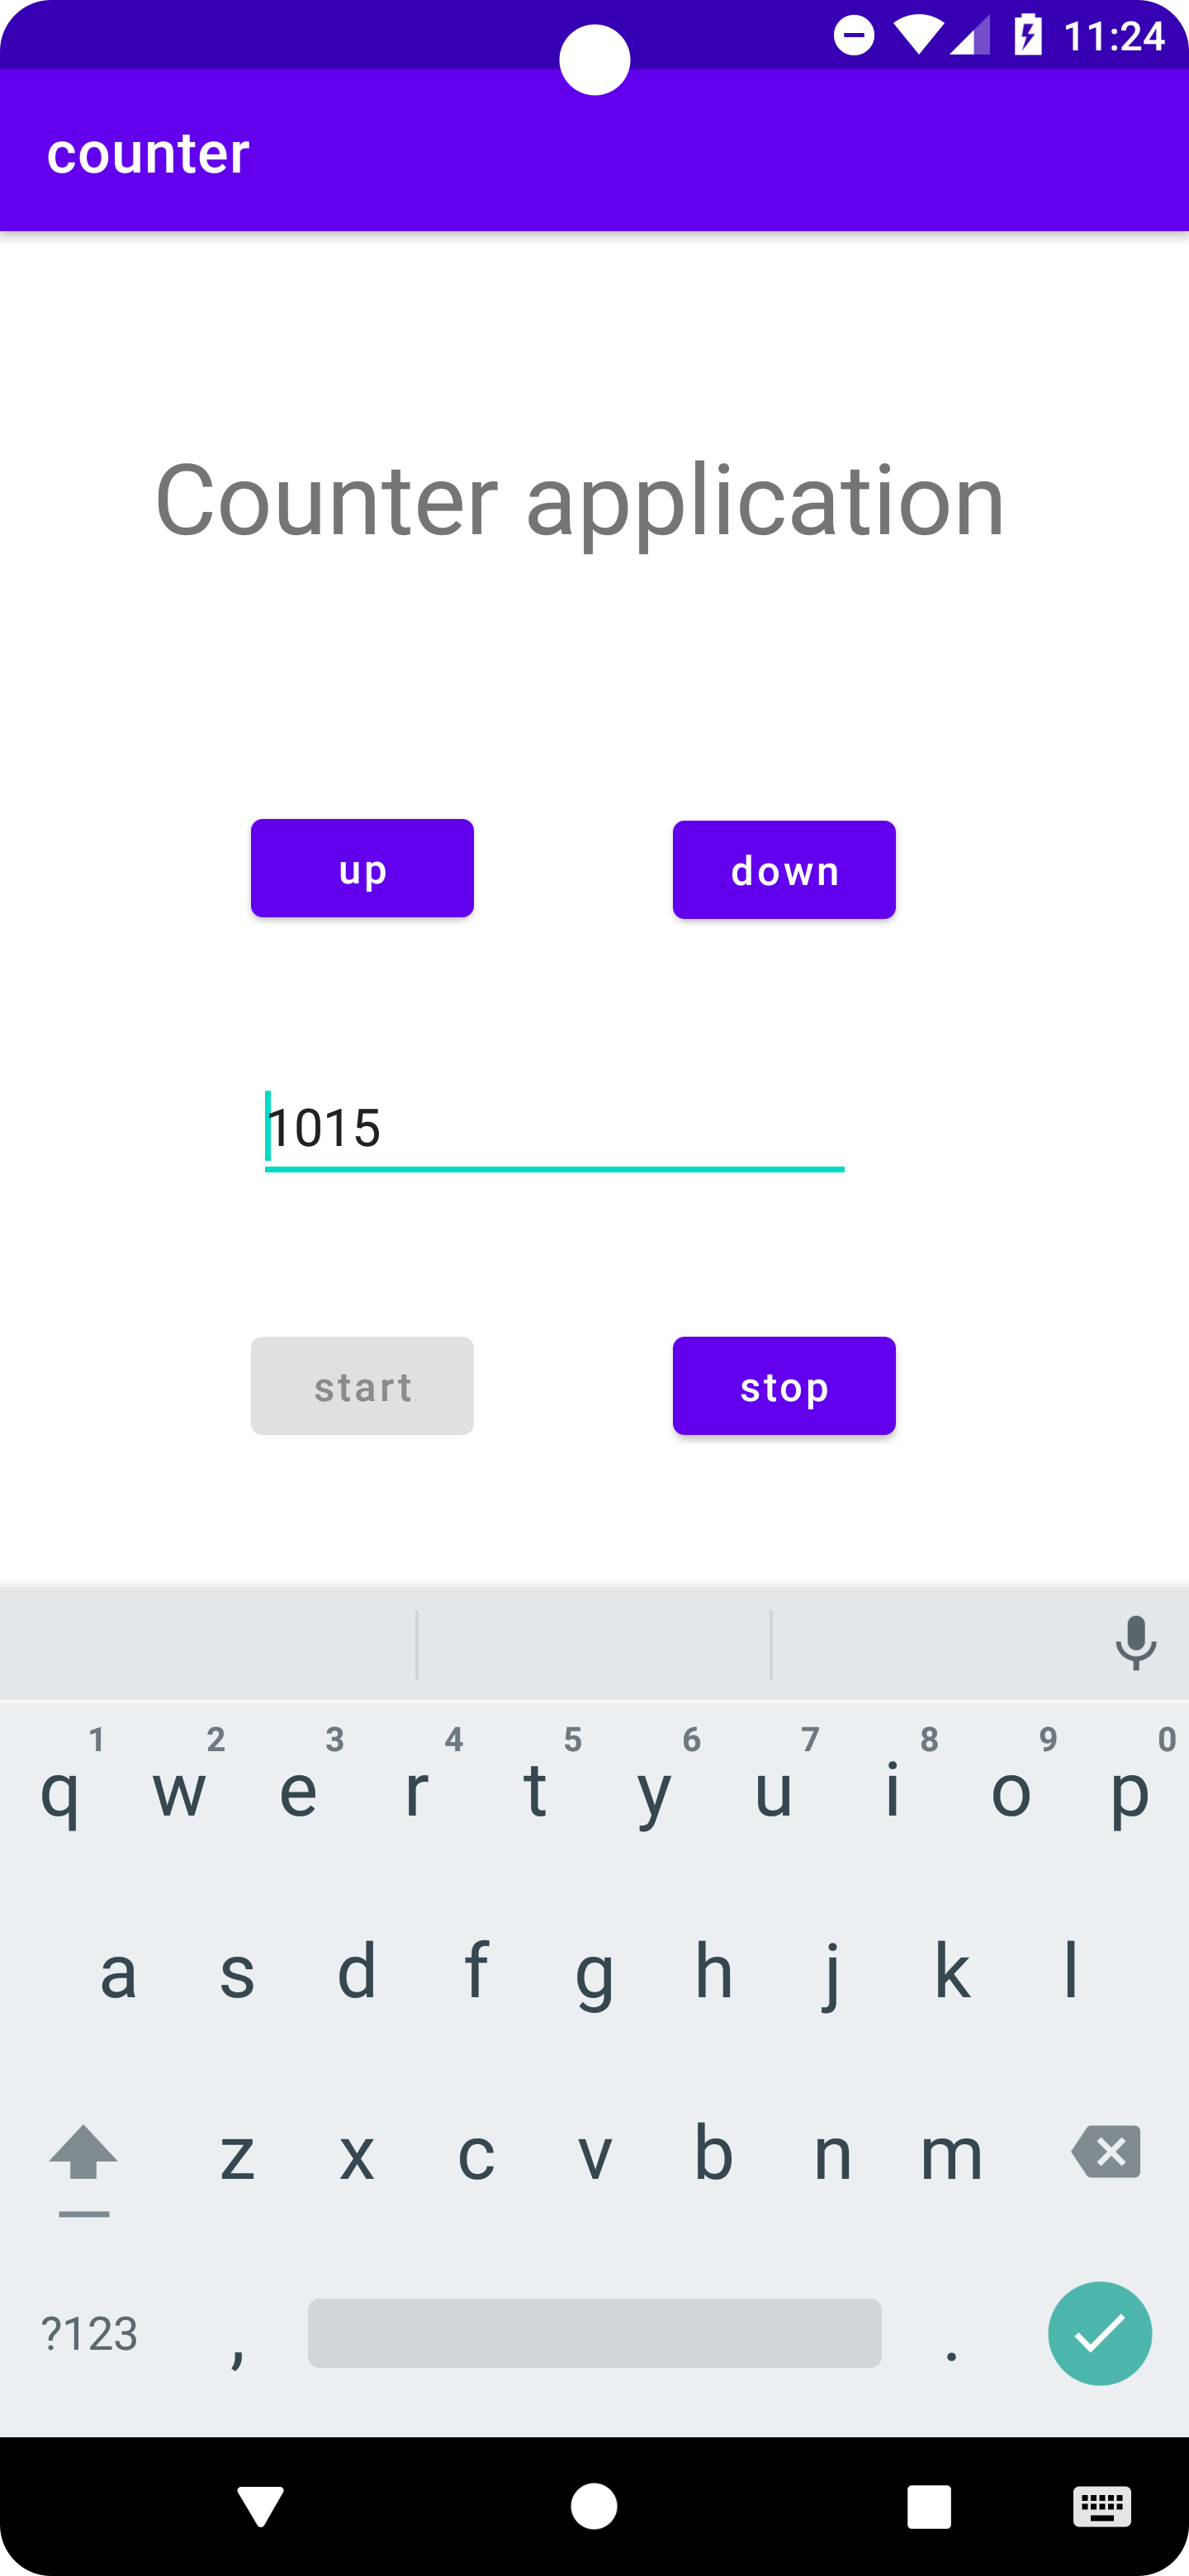 11:24
counter
Counter application
up down
1015
start stop
1 2 3 4 5 6 7 8 9 0
q w e r t y u i o p
a s d f g h j k l
z x c v b n m
?123 , .